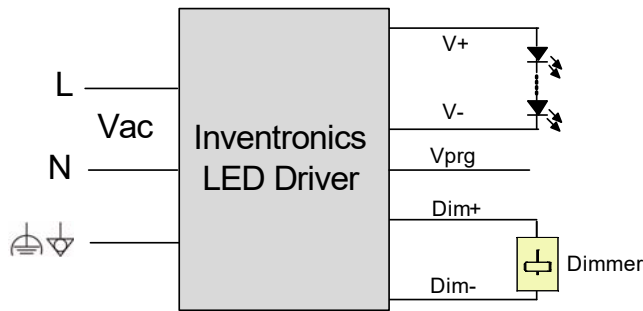 L
Vac
N
Inventronics
LED Driver
V+
V-
Vprg
Dim+
Dim-
Dimmer